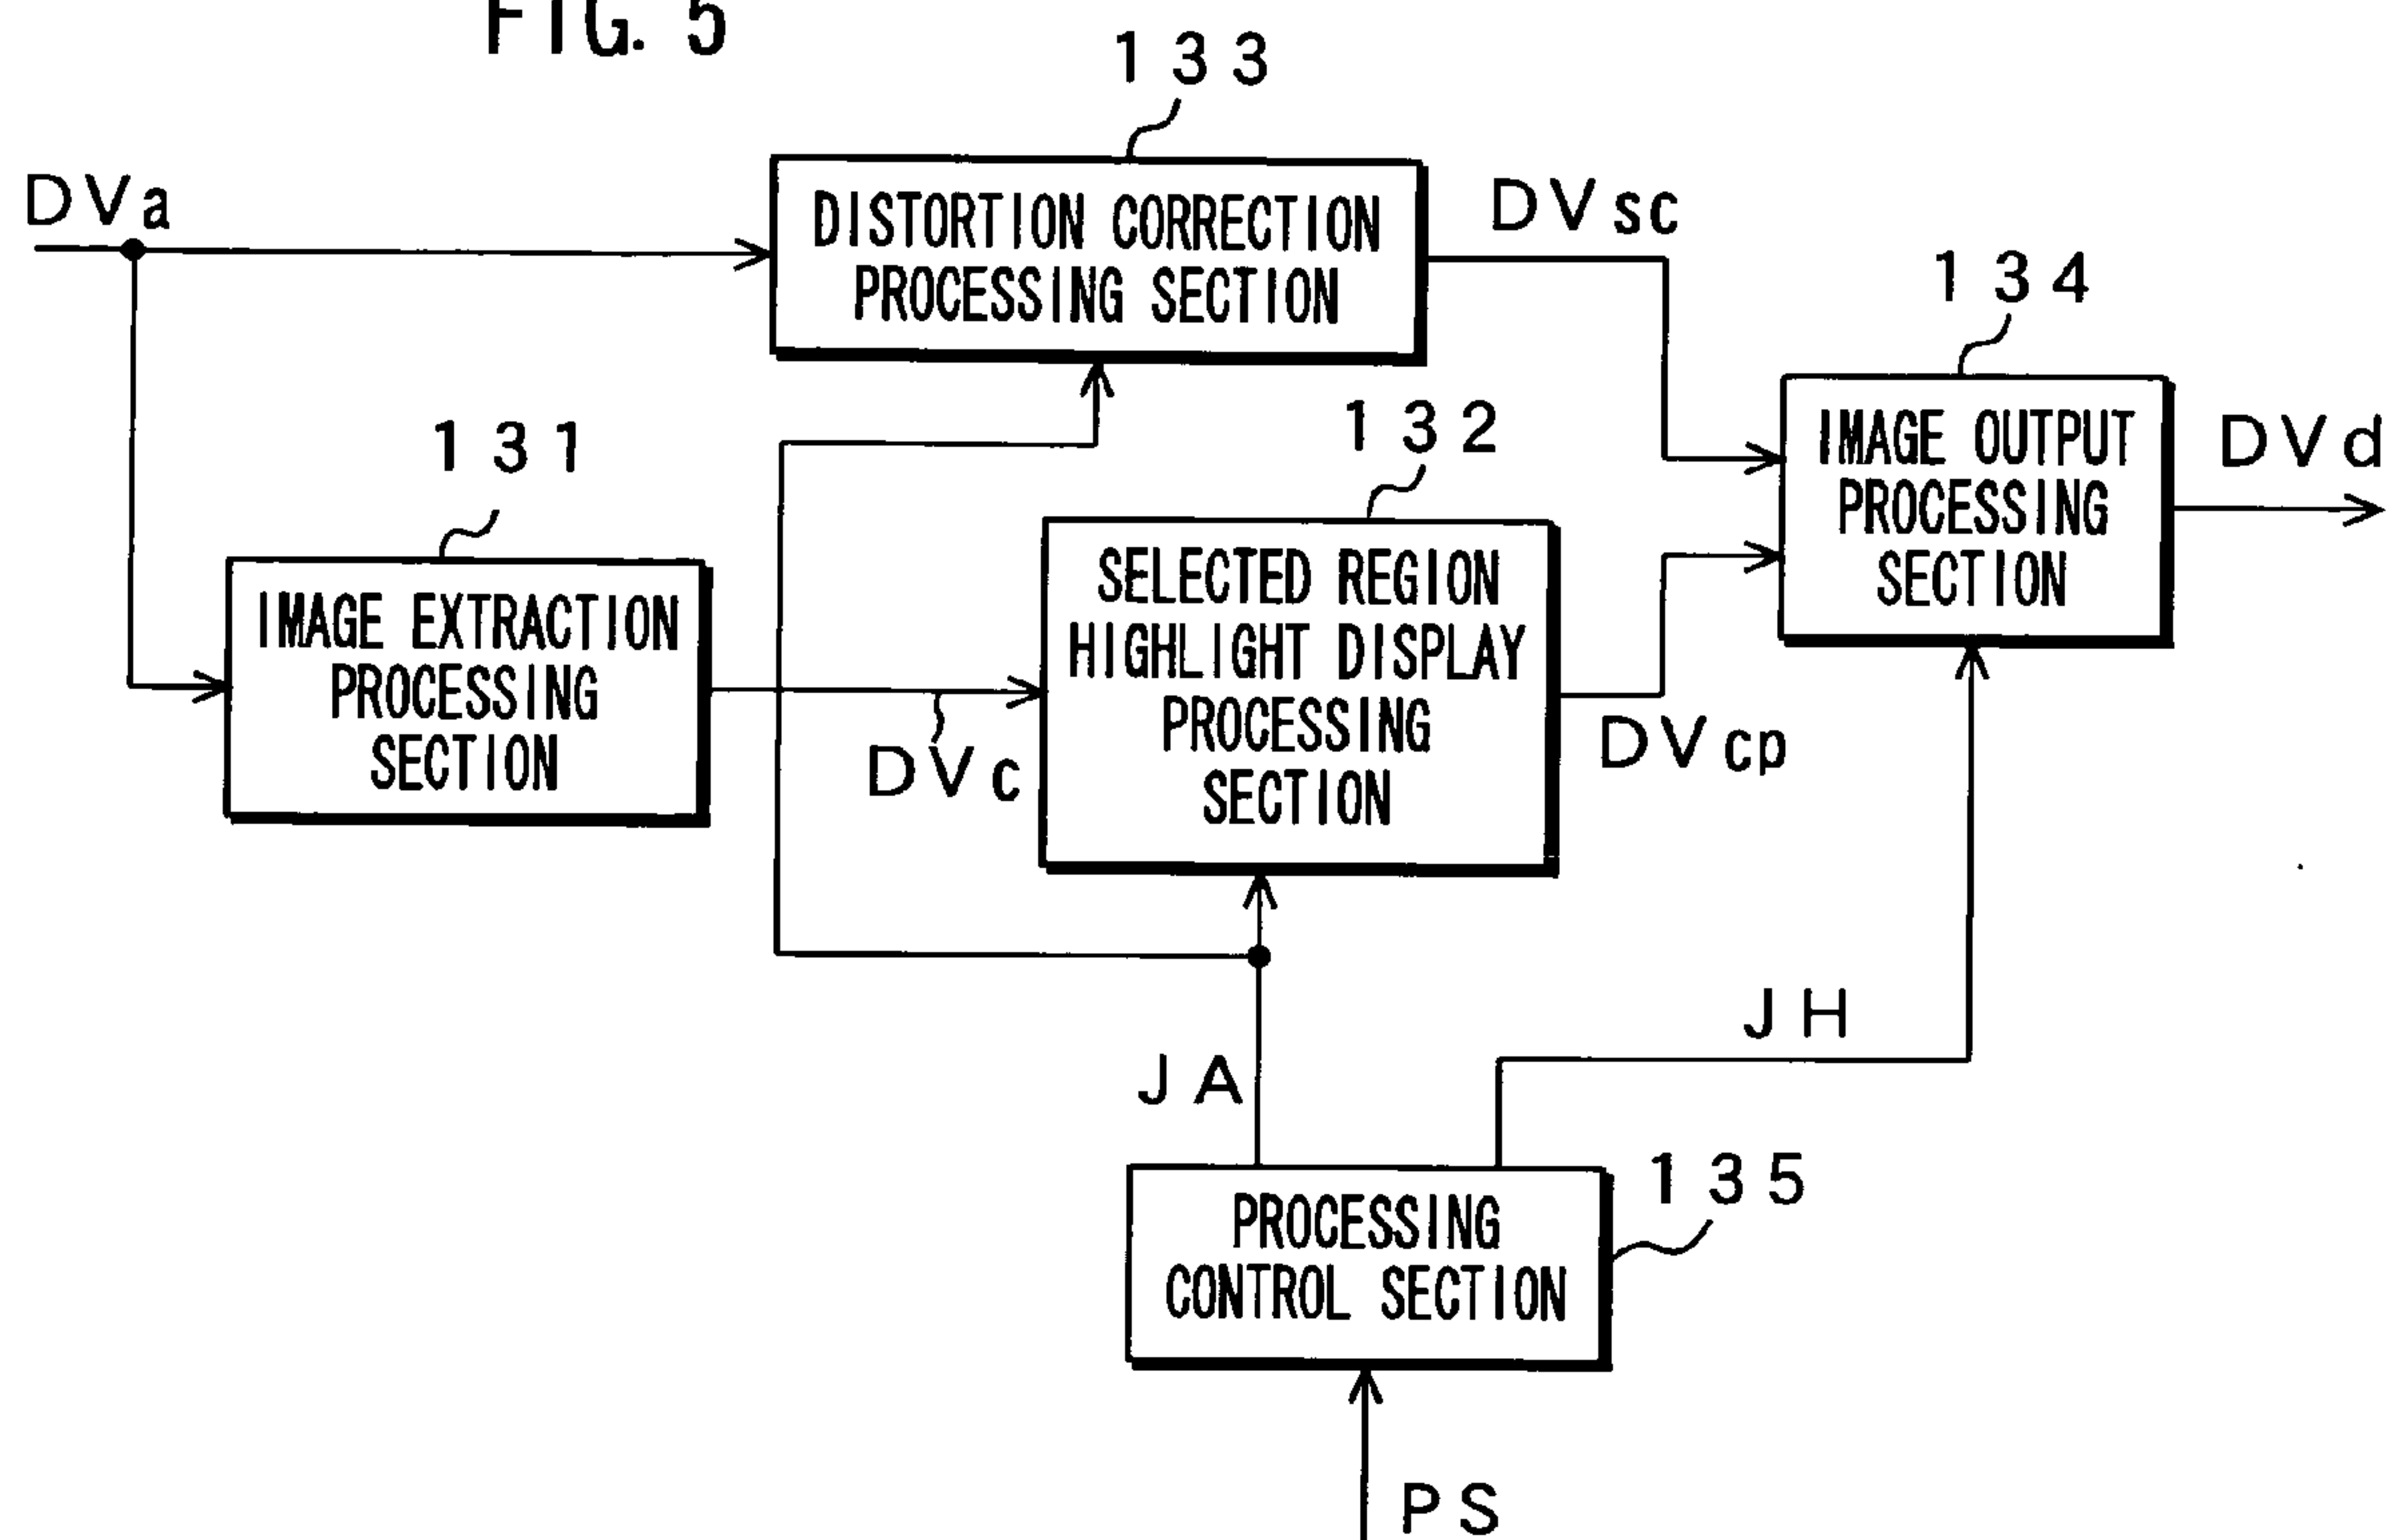 FIG. 5
133
DVa
DISTORTION CORRECTION
PROCESSING SECTION
DVsc
134
131
132
IMAGE OUTPUT
PROCESSING
SECTION
DVd
IMAGE EXTRACTION
PROCESSING
SECTION
DVc
SELECTED REGION
HIGHLIGHT DISPLAY
PROCESSING
SECTION
DVcp
JA
JH
135
PROCESSING
CONTROL SECTION
PS